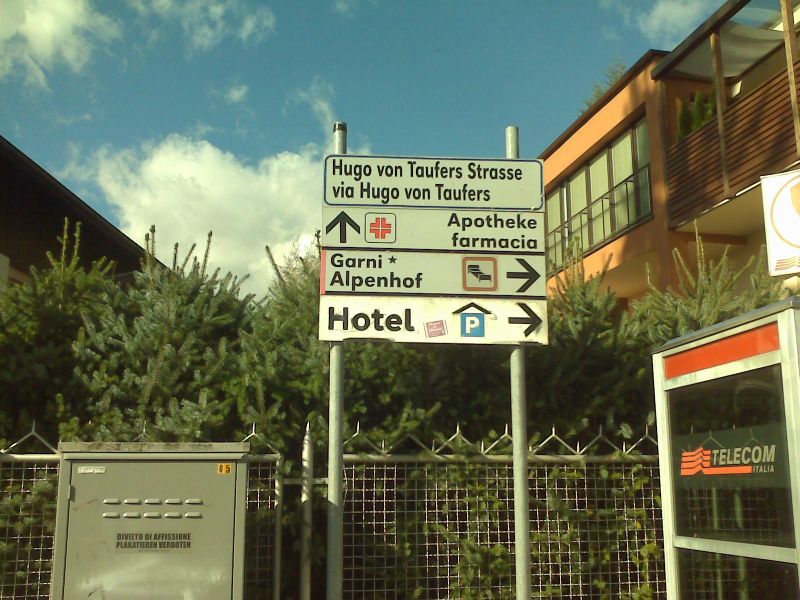 Hugo von Taufers Strasse
via Hugo von Taufers
Apotheke
farmacia
Garni *
Alpenhof
Hotel P
TELECOM
ITALIA
05
DIVIETO DI AFFISSIONE
PLAKATIEREN VERBOTEN